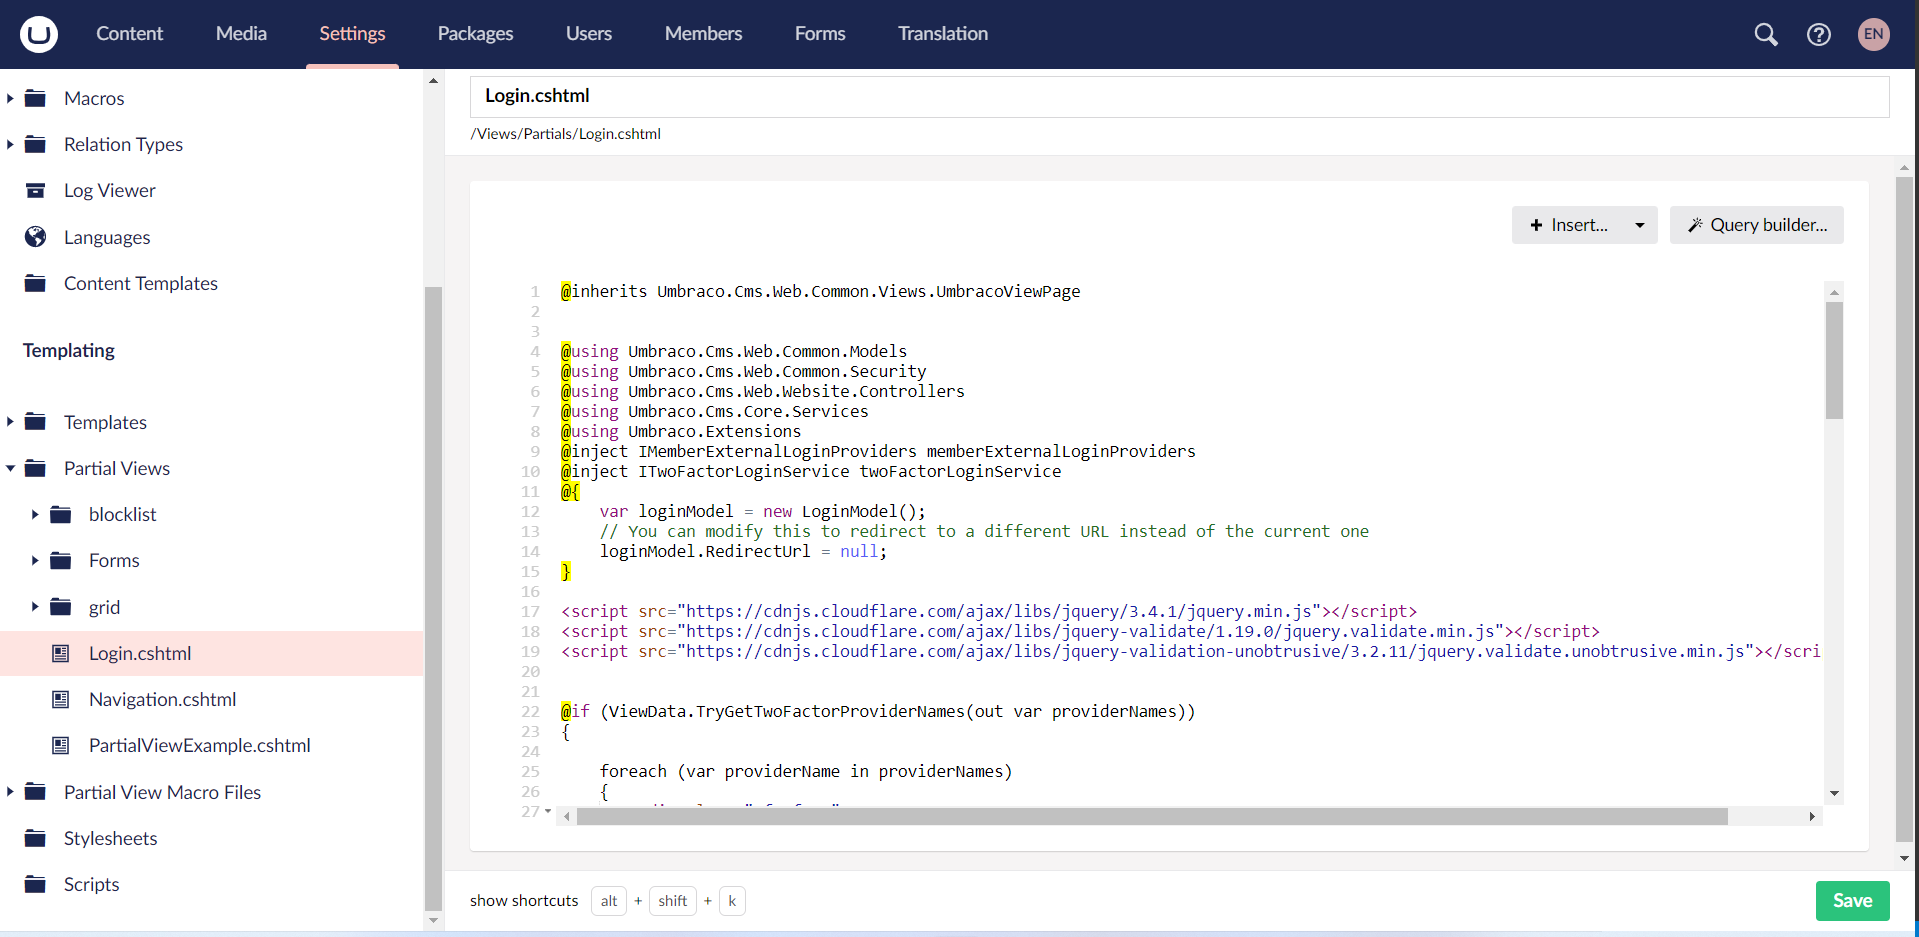 Content Media Settings Packages Users Members Forms Translation EN
Macros
Relation Types
Log Viewer
Languages
Content Templates
Templating
Templates
Partial Views
blocklist
Forms
grid
Login.cshtml
Navigation.cshtml
PartialViewExample.cshtml
Partial View Macro Files
Stylesheets
Scripts
Login.cshtml
/Views/Partials/Login.cshtml
Insert... Query builder...
1 @inherits Umbraco.Cms.Web.Common.Views.UmbracoViewPage
2
3
4 @using Umbraco.Cms.Web.Common.Models
5 @using Umbraco.Cms.Web.Common.Security
6 @using Umbraco.Cms.Web.Website.Controllers
7 @using Umbraco.Cms.Core.Services
8 @using Umbraco.Extensions
9 @inject IMemberExternalLoginProviders memberExternalLoginProviders
10 @inject ITwoFactorLoginService twoFactorLoginService
11 @{
12 var loginModel = new LoginModel();
13 // You can modify this to redirect to a different URL instead of the current one
14 loginModel.RedirectUrl = null;
15 }
16
17 <script src="https://cdnjs.cloudflare.com/ajax/libs/jquery/3.4.1/jquery.min.js"></script>
18 <script src="https://cdnjs.cloudflare.com/ajax/libs/jquery-validate/1.19.0/jquery.validate.min.js"></script>
19 <script src="https://cdnjs.cloudflare.com/ajax/libs/jquery-validation-unobtrusive/3.2.11/jquery.validate.unobtrusive.min.js"></scri
20
21
22 @if (ViewData.TryGetTwoFactorProviderNames(out var providerNames))
23 {
24
25 foreach (var providerName in providerNames)
26 {
27
show shortcuts alt + shift + k
Save